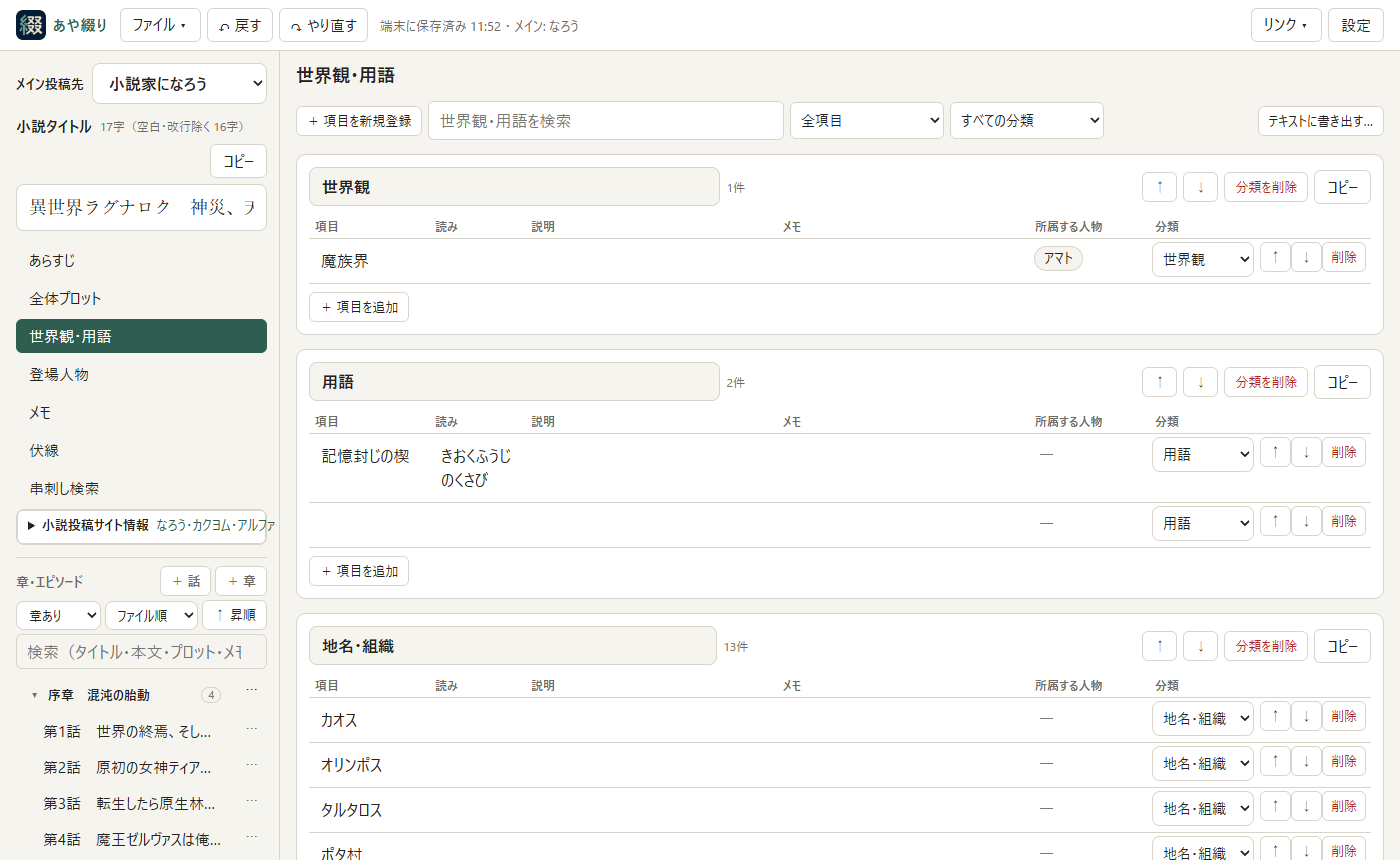 綴 あや綴り ファイル ▾ 戻す やり直す 端末に保存済み 11:52・メイン: なろう リンク ▾ 設定
メイン投稿先 小説家になろう
小説タイトル 17字（空白・改行除く 16字）
コピー
異世界ラグナロク　神災、
あらすじ
全体プロット
世界観・用語
登場人物
メモ
伏線
串刺し検索
▶ 小説投稿サイト情報 なろう・カクヨム・アルファ
章・エピソード ＋ 話 ＋ 章
章あり ファイル順 ↑ 昇順
検索（タイトル・本文・プロット・メモ
▾ 序章　混沌の胎動 4 …
第1話　世界の終焉、そし... …
第2話　原初の女神ティア... …
第3話　転生したら原生林... …
第4話　魔王ゼルヴァスは俺... …
世界観・用語
＋ 項目を新規登録 世界観・用語を検索 全項目 すべての分類 テキストに書き出す...
世界観 1件 ↑ ↓ 分類を削除 コピー
項目 読み 説明 メモ 所属する人物 分類
魔族界 アマト 世界観 ↑ ↓ 削除
＋ 項目を追加
用語 2件 ↑ ↓ 分類を削除 コピー
項目 読み 説明 メモ 所属する人物 分類
記憶封じの楔 きおくふうじ — 用語 ↑ ↓ 削除
のくさび
— 用語 ↑ ↓ 削除
＋ 項目を追加
地名・組織 13件 ↑ ↓ 分類を削除 コピー
項目 読み 説明 メモ 所属する人物 分類
カオス — 地名・組織 ↑ ↓ 削除
オリンポス — 地名・組織 ↑ ↓ 削除
タルタロス — 地名・組織 ↑ ↓ 削除
ポタ村 — 地名・組織 ↑ ↓ 削除